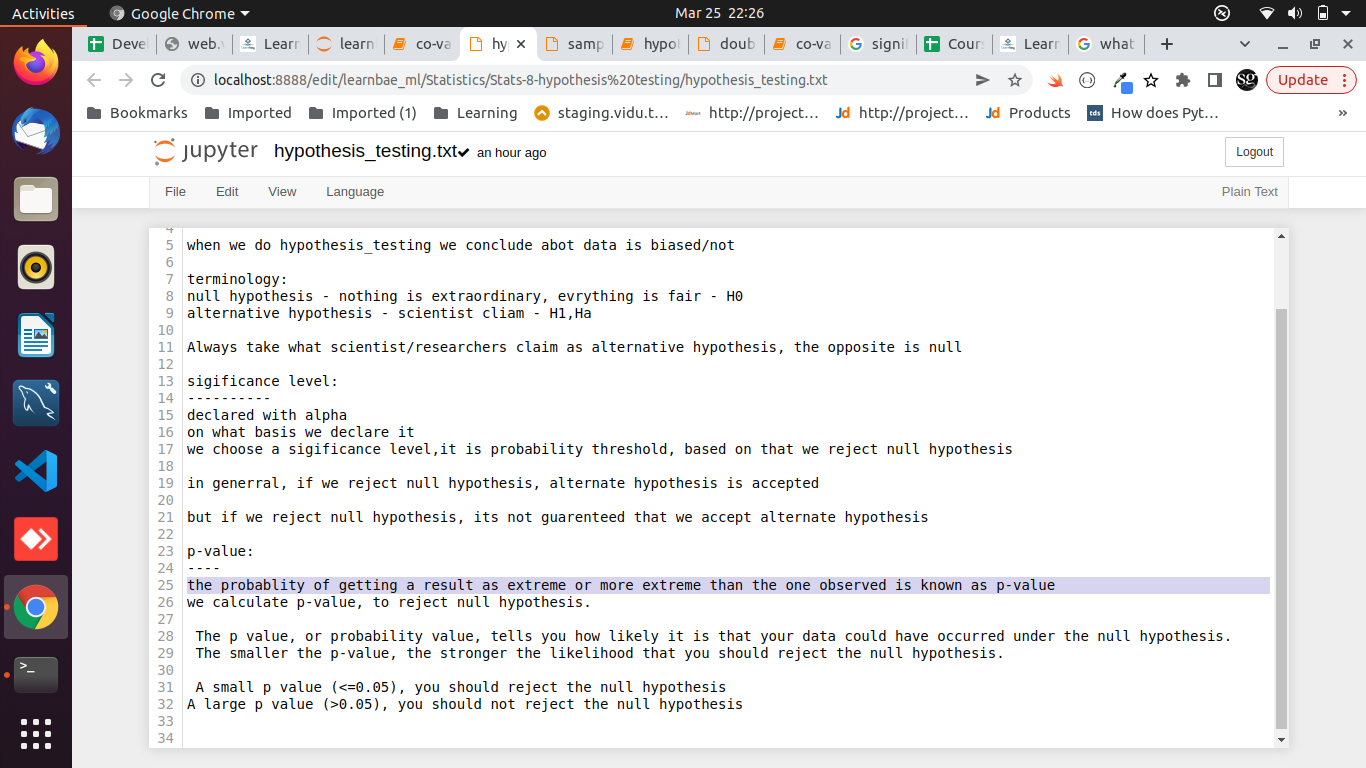 Activities
Google Chrome
Mar 25 22:26
Deve
web.
Learn
learn
co-va
hy
samp
hypo
doub
co-va
signif
Cours
Learn
what
localhost:8888/edit/learnbae_ml/Statistics/Stats-8-hypothesis%20testing/hypothesis_testing.txt
Update
Bookmarks
Imported
Imported (1)
Learning
staging.vidu.t...
http://project...
Jd http://project...
Jd Products
tds How does Pyt...
»
jupyter hypothesis_testing.txt an hour ago
Logout
File Edit View Language
Plain Text
4
5 when we do hypothesis_testing we conclude abot data is biased/not
6
7 terminology:
8 null hypothesis - nothing is extraordinary, evrything is fair - H0
9 alternative hypothesis - scientist cliam - H1,Ha
10
11 Always take what scientist/researchers claim as alternative hypothesis, the opposite is null
12
13 sigificance level:
14 ----------
15 declared with alpha
16 on what basis we declare it
17 we choose a sigificance level,it is probability threshold, based on that we reject null hypothesis
18
19 in generral, if we reject null hypothesis, alternate hypothesis is accepted
20
21 but if we reject null hypothesis, its not guarenteed that we accept alternate hypothesis
22
23 p-value:
24 ----
25 the probablity of getting a result as extreme or more extreme than the one observed is known as p-value
26 we calculate p-value, to reject null hypothesis.
27
28 The p value, or probability value, tells you how likely it is that your data could have occurred under the null hypothesis.
29 The smaller the p-value, the stronger the likelihood that you should reject the null hypothesis.
30
31 A small p value (<=0.05), you should reject the null hypothesis
32 A large p value (>0.05), you should not reject the null hypothesis
33
34